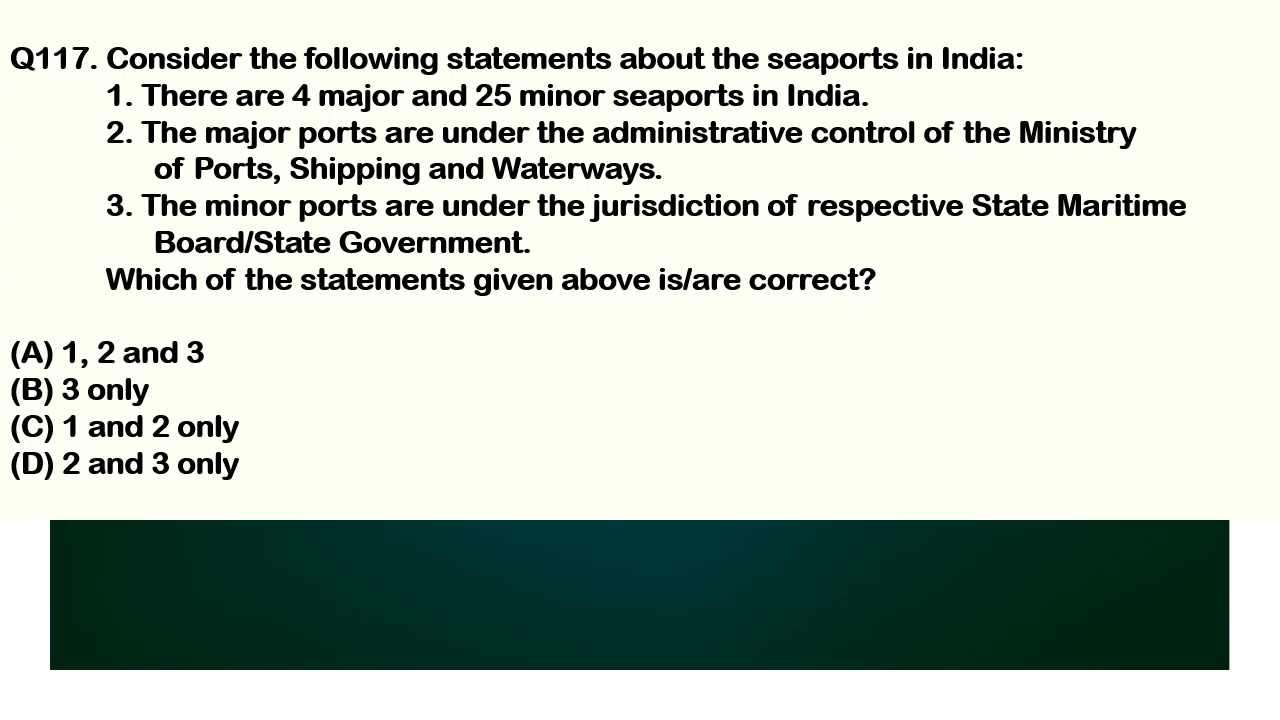 Q117. Consider the following statements about the seaports in India:
1. There are 4 major and 25 minor seaports in India.
2. The major ports are under the administrative control of the Ministry
of Ports, Shipping and Waterways.
3. The minor ports are under the jurisdiction of respective State Maritime
Board/State Government.
Which of the statements given above is/are correct?
(A) 1, 2 and 3
(B) 3 only
(C) 1 and 2 only
(D) 2 and 3 only